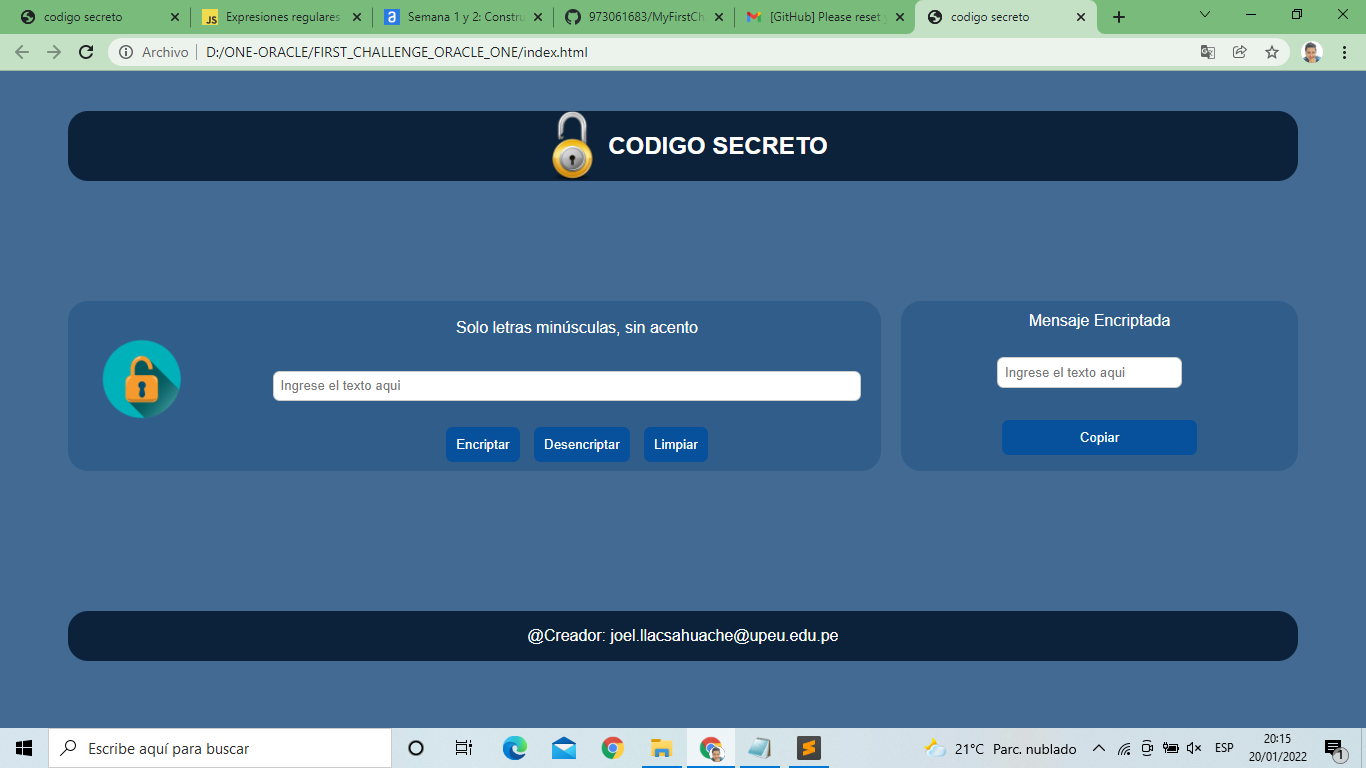 codigo secreto
Expresiones regulares
Semana 1 y 2: Constru
973061683/MyFirstCh
[GitHub] Please reset y
codigo secreto
Archivo
D:/ONE-ORACLE/FIRST_CHALLENGE_ORACLE_ONE/index.html
CODIGO SECRETO
Solo letras minúsculas, sin acento
Ingrese el texto aqui
Encriptar Desencriptar Limpiar
Mensaje Encriptada
Ingrese el texto aqui
Copiar
@Creador: joel.llacsahuache@upeu.edu.pe
Escribe aquí para buscar
21°C Parc. nublado
ESP
20:15
20/01/2022
1